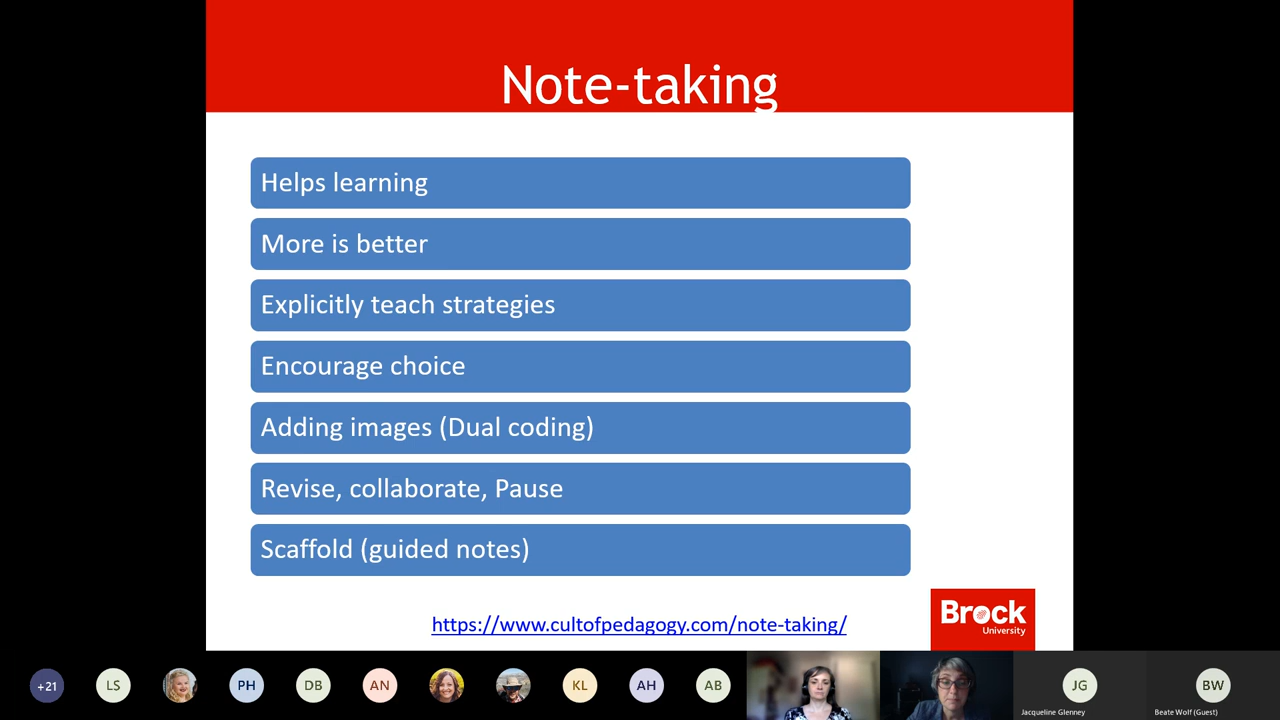 Note-taking
Helps learning
More is better
Explicitly teach strategies
Encourage choice
Adding images (Dual coding)
Revise, collaborate, Pause
Scaffold (guided notes)
https://www.cultofpedagogy.com/note-taking/
Brock
University
+21
LS
PH
DB
AN
KL
AH
AB
JG
BW
Jacqueline Glenney
Beate Wolf (Guest)